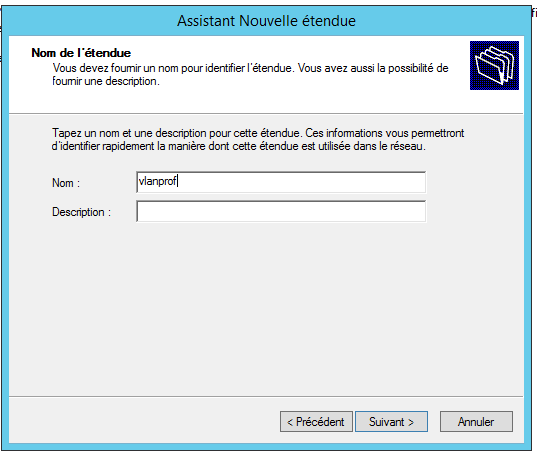 Assistant Nouvelle étendue
fi
Nom de l'étendue
Vous devez fournir un nom pour identifier l'étendue. Vous avez aussi la possibilité de
fournir une description.
Tapez un nom et une description pour cette étendue. Ces informations vous permettront
d'identifier rapidement la manière dont cette étendue est utilisée dans le réseau.
Nom :
vlanprof
Description :
< Précédent
Suivant >
Annuler